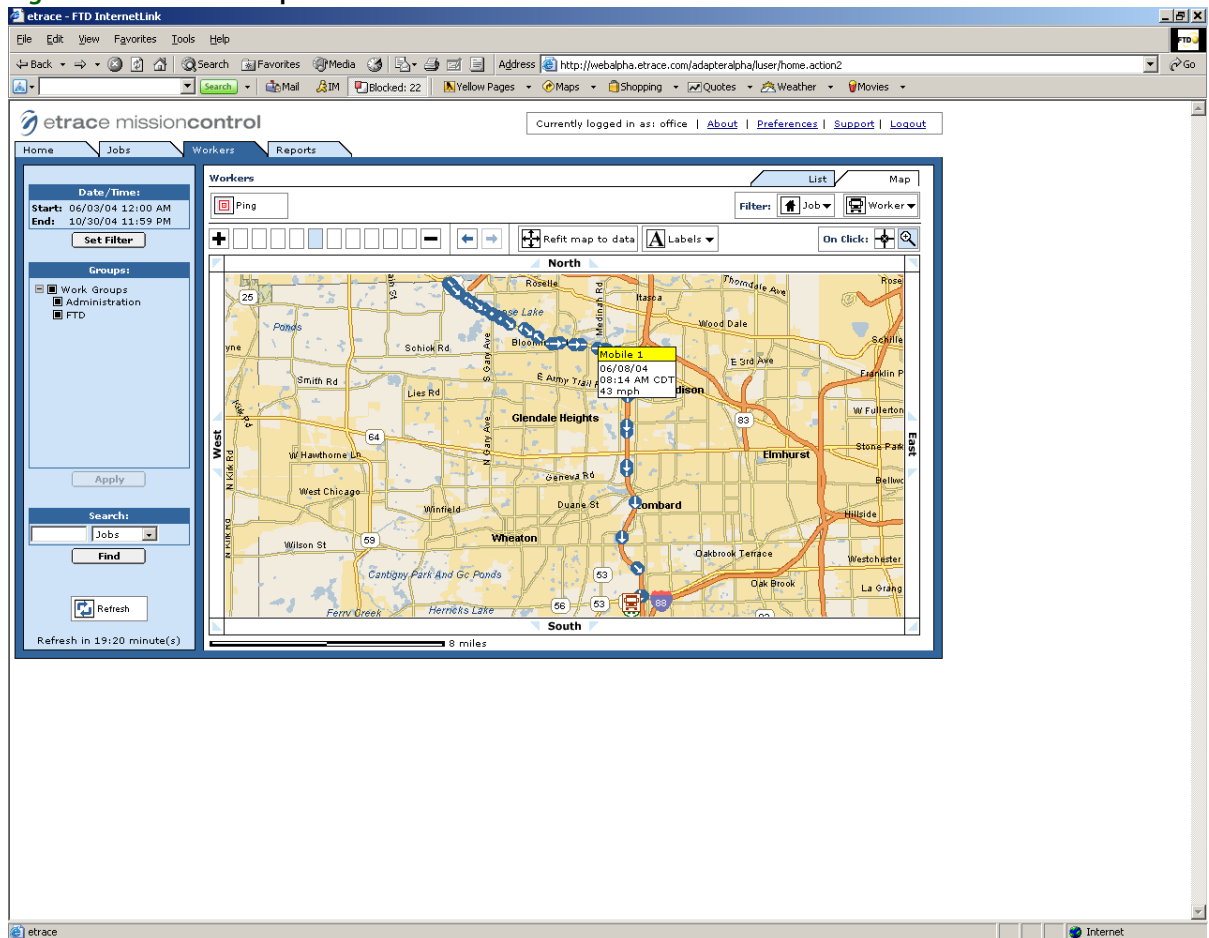 etrace - FTD InternetLink
File Edit View Favorites Tools Help
FTD
Back Search Favorites Media Address http://webalpha.etrace.com/adapteralpha/luser/home.action2 Go
Search Mail IM Blocked: 22 Yellow Pages Maps Shopping Quotes Weather Movies
etrace missioncontrol
Currently logged in as: office | About | Preferences | Support | Logout
Home Jobs Workers Reports
Date/Time:
Start: 06/03/04 12:00 AM
End: 10/30/04 11:59 PM
Set Filter
Groups:
Work Groups
Administration
FTD
Apply
Search:
Jobs
Find
Refresh
Refresh in 19:20 minute(s)
Workers
List Map
Ping
Filter: Job Worker
Refit map to data A Labels On Click:
North
Roselle
Medinah Rd
Itasca
Thorndale Ave
Rose
25
Ponds
Wood Dale
Schille
yne
Schick Rd
S Gary Ave
Mobile 1
06/08/04
08:14 AM CDT
43 mph
E 3rd Ave
Franklin P
Smith Rd
E Army Trail
Lies Rd
dison
Kirk Rd
Glendale Heights
83
W Fullerton
64
N Gary Ave
Stone Park
West
East
W Hawthorne Ln
Elmhurst
N Kirk Rd
Geneva Rd
Bellwo
West Chicago
Winfield
Duane St
Lombard
Hillside
N Kirk Rd
Wilson St
59
Wheaton
Oakbrook Terrace
Westchester
Cantigny Park And Gc Ponds
53
Oak Brook
La Grang
Ferry Creek
Herricks Lake
56
53
88
South
8 miles
etrace
Internet